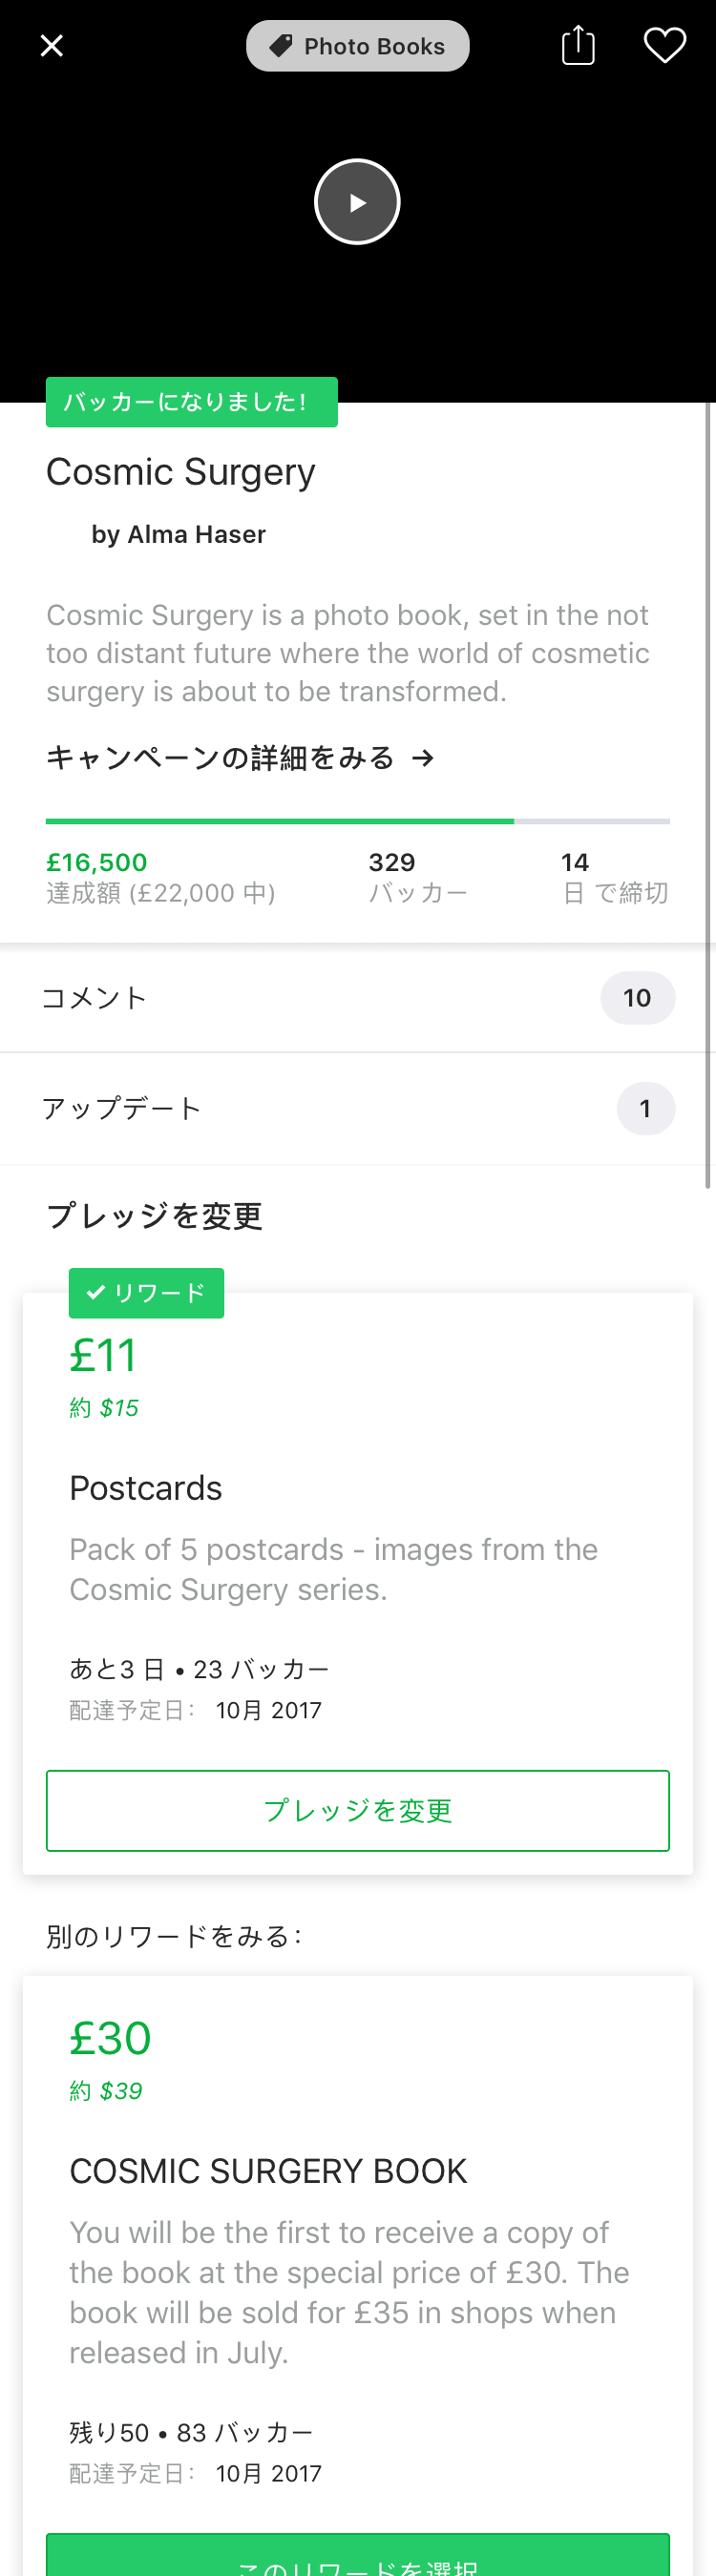 Photo Books
バッカーになりました!
Cosmic Surgery
by Alma Haser
Cosmic Surgery is a photo book, set in the not
too distant future where the world of cosmetic
surgery is about to be transformed.
キャンペーンの詳細をみる →
£16,500
達成額 (£22,000 中)
329
バッカー
14
日 で締切
コメント
10
アップデート
1
プレッジを変更
✓ リワード
£11
約 $15
Postcards
Pack of 5 postcards - images from the
Cosmic Surgery series.
あと3 日 • 23 バッカー
配達予定日: 10月 2017
プレッジを変更
別のリワードをみる:
£30
約 $39
COSMIC SURGERY BOOK
You will be the first to receive a copy of
the book at the special price of £30. The
book will be sold for £35 in shops when
released in July.
残り50 • 83 バッカー
配達予定日: 10月 2017
このリワードを選択